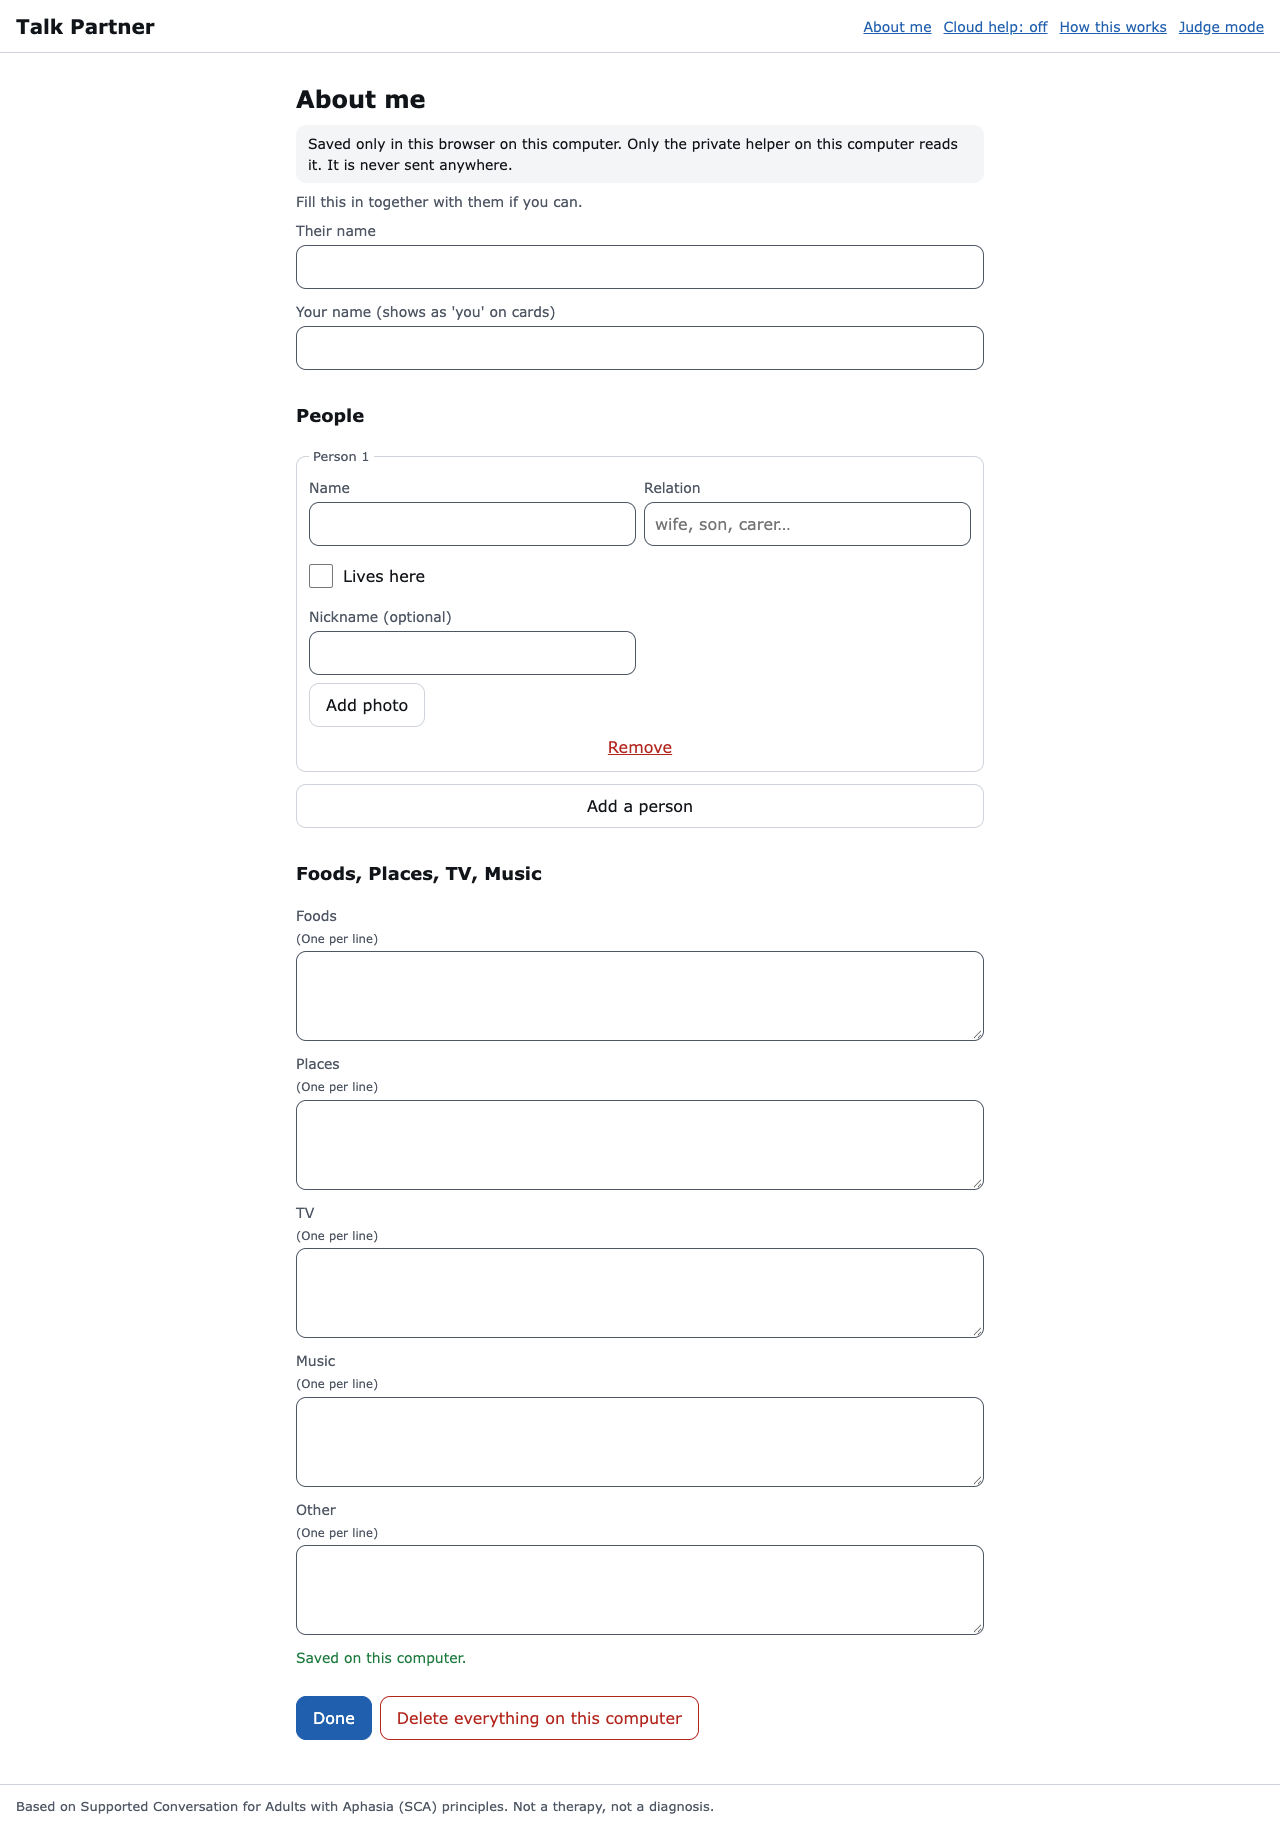 Talk Partner
About me
Cloud help: off
How this works
Judge mode
About me
Saved only in this browser on this computer. Only the private helper on this computer reads
it. It is never sent anywhere.
Fill this in together with them if you can.
Their name
Your name (shows as 'you' on cards)
People
Person 1
Name
Relation
wife, son, carer...
Lives here
Nickname (optional)
Add photo
Remove
Add a person
Foods, Places, TV, Music
Foods
(One per line)
Places
(One per line)
TV
(One per line)
Music
(One per line)
Other
(One per line)
Saved on this computer.
Done
Delete everything on this computer
Based on Supported Conversation for Adults with Aphasia (SCA) principles. Not a therapy, not a diagnosis.